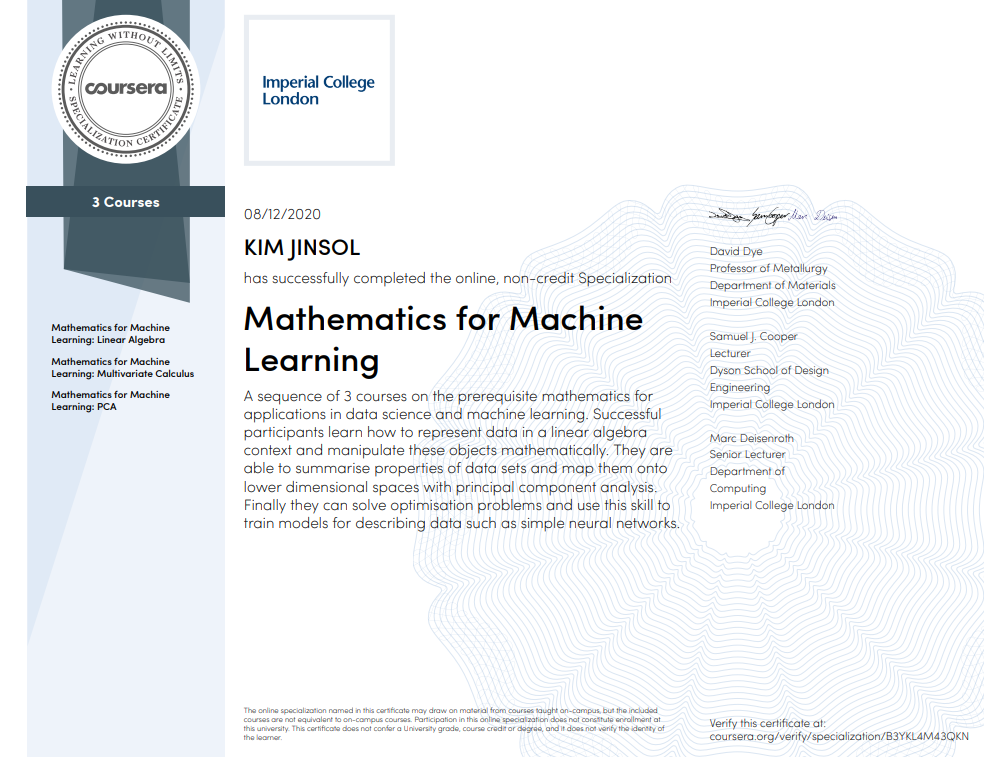 LEARNING WITHOUT LIMITS
coursera
SPECIALIZATION CERTIFICATE
3 Courses
Mathematics for Machine
Learning: Linear Algebra
Mathematics for Machine
Learning: Multivariate Calculus
Mathematics for Machine
Learning: PCA
Imperial College
London
08/12/2020
KIM JINSOL
has successfully completed the online, non-credit Specialization
Mathematics for Machine
Learning
A sequence of 3 courses on the prerequisite mathematics for
applications in data science and machine learning. Successful
participants learn how to represent data in a linear algebra
context and manipulate these objects mathematically. They are
able to summarise properties of data sets and map them onto
lower dimensional spaces with principal component analysis.
Finally they can solve optimisation problems and use this skill to
train models for describing data such as simple neural networks.
David Dye
Professor of Metallurgy
Department of Materials
Imperial College London
Samuel J. Cooper
Lecturer
Dyson School of Design
Engineering
Imperial College London
Marc Deisenroth
Senior Lecturer
Department of
Computing
Imperial College London
The online specialization named in this certificate may draw on material from courses taught on-campus, but the included
courses are not equivalent to on-campus courses. Participation in this online specialization does not constitute enrollment at
this university. This certificate does not confer a University grade, course credit or degree, and it does not verify the identity of
the learner.
Verify this certificate at:
coursera.org/verify/specialization/B3YKL4M43QKN